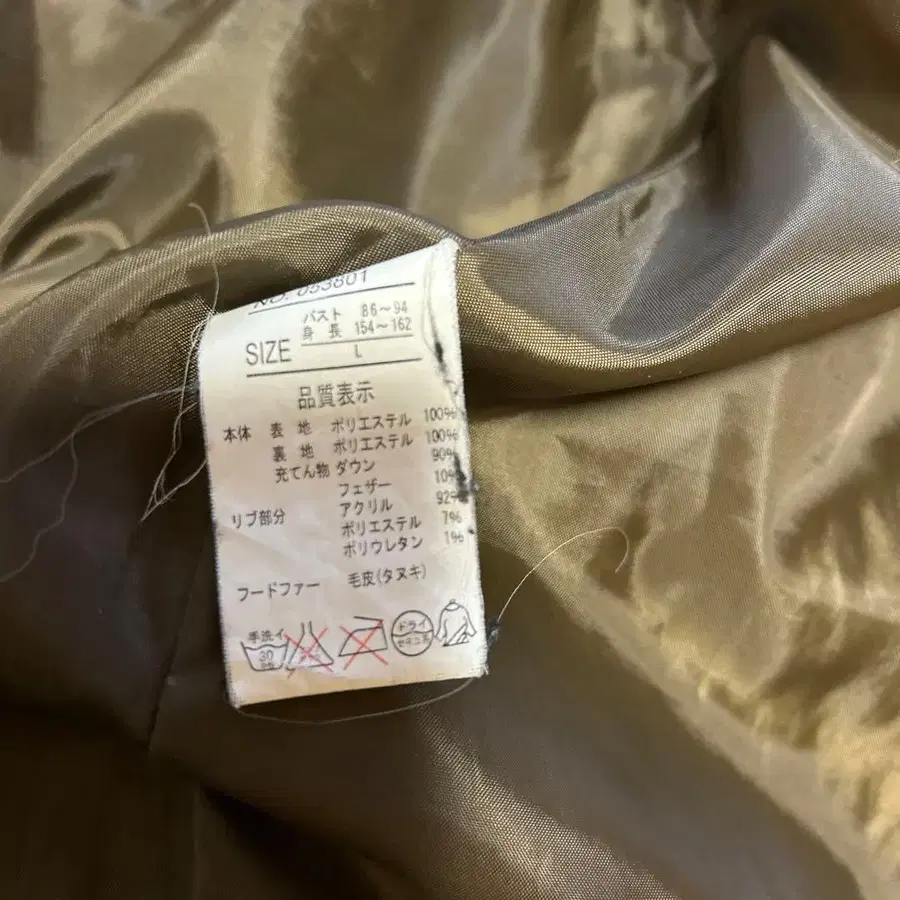 NO. 053801
バスト 86～94
身長 154～162
SIZE L
品質表示
本体 表地 ポリエステル 100%
裏地 ポリエステル 100%
充てん物 ダウン 90%
フェザー 10%
リブ部分 アクリル 92%
ポリエステル 7%
ポリウレタン 1%
フードファー 毛皮(タヌキ)
手洗イ
30
ドライ
セキユ系